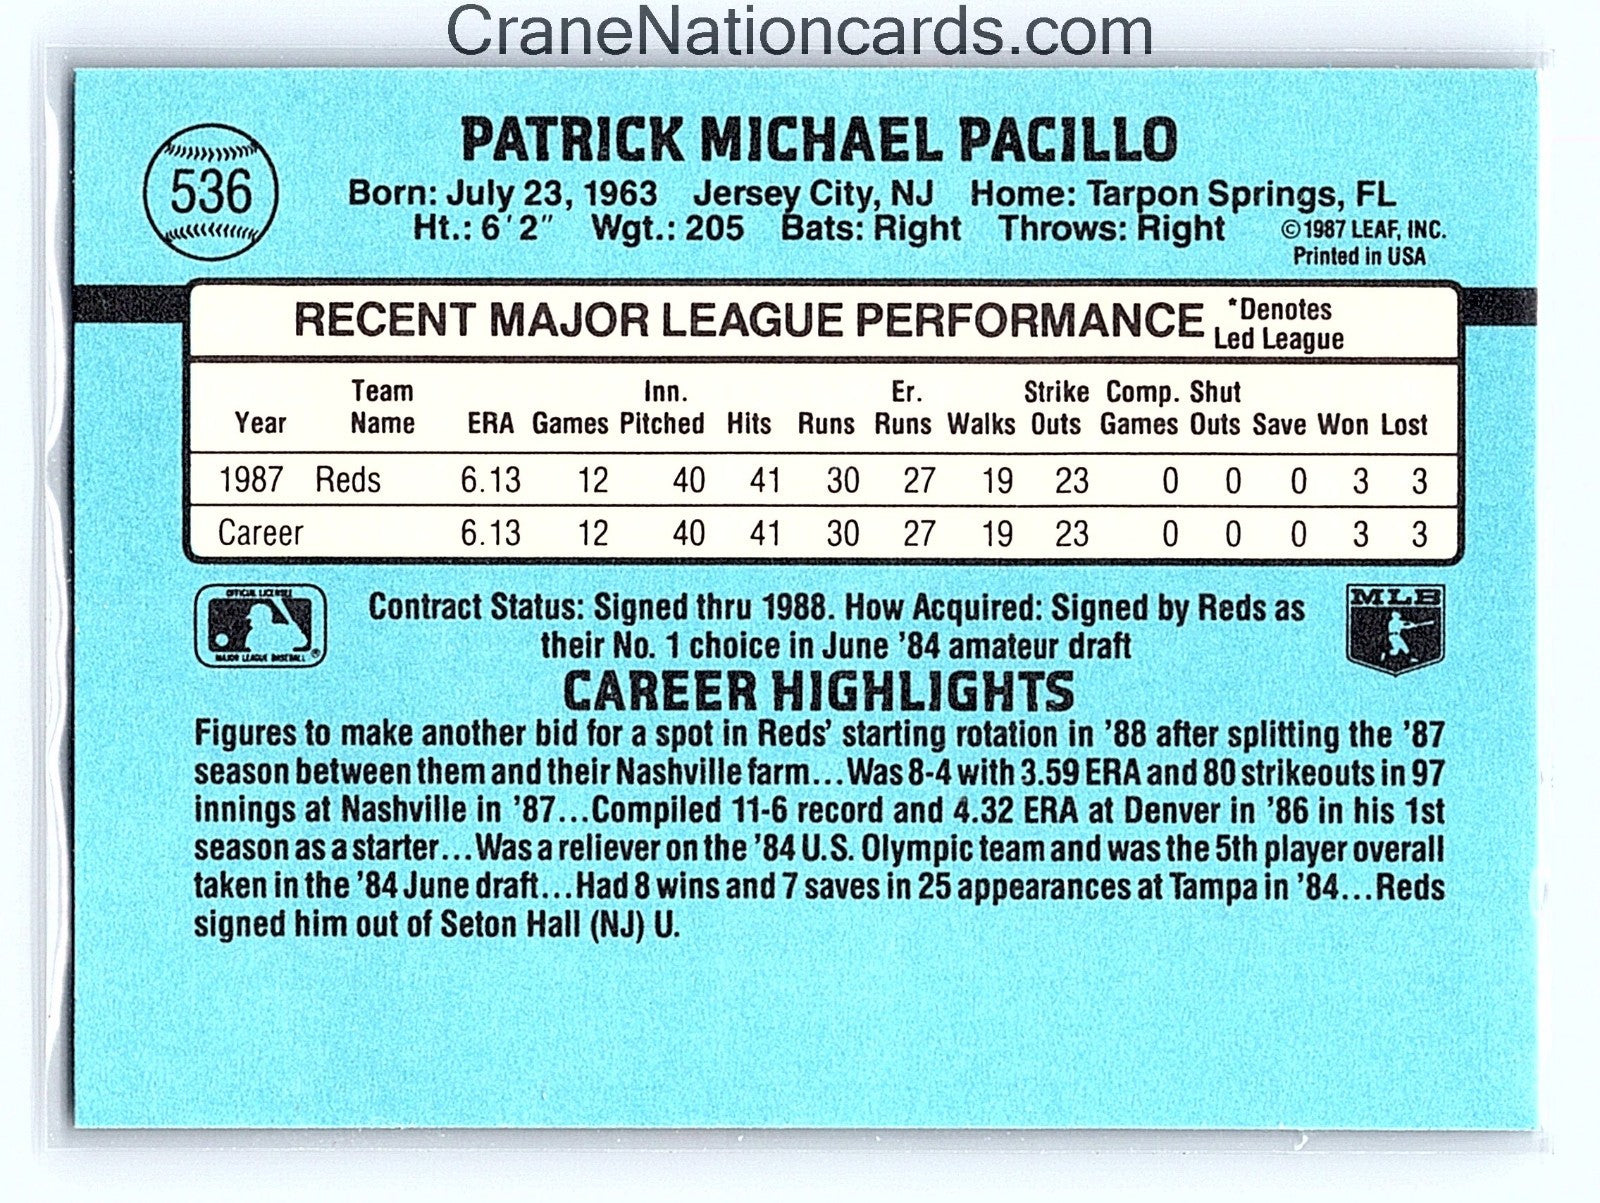 CraneNationcards.com
536
PATRICK MICHAEL PACILLO
Born: July 23, 1963 Jersey City, NJ Home: Tarpon Springs, FL
Ht.: 6'2" Wgt.: 205 Bats: Right Throws: Right
©1987 LEAF, INC.
Printed in USA
RECENT MAJOR LEAGUE PERFORMANCE *Denotes
Led League
Team Inn. Er. Strike Comp. Shut
Year Name ERA Games Pitched Hits Runs Runs Walks Outs Games Outs Save Won Lost
1987 Reds 6.13 12 40 41 30 27 19 23 0 0 0 3 3
Career 6.13 12 40 41 30 27 19 23 0 0 0 3 3
OFFICIAL LICENSEE
MAJOR LEAGUE BASEBALL ®
MLB
Contract Status: Signed thru 1988. How Acquired: Signed by Reds as
their No. 1 choice in June '84 amateur draft
CAREER HIGHLIGHTS
Figures to make another bid for a spot in Reds' starting rotation in '88 after splitting the '87
season between them and their Nashville farm...Was 8-4 with 3.59 ERA and 80 strikeouts in 97
innings at Nashville in '87...Compiled 11-6 record and 4.32 ERA at Denver in '86 in his 1st
season as a starter...Was a reliever on the '84 U.S. Olympic team and was the 5th player overall
taken in the '84 June draft...Had 8 wins and 7 saves in 25 appearances at Tampa in '84...Reds
signed him out of Seton Hall (NJ) U.